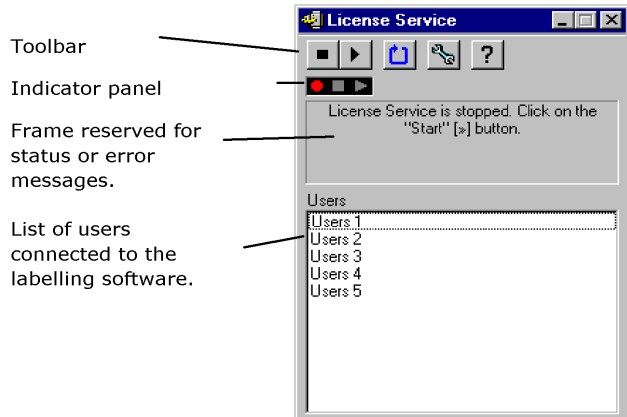 License Service
Toolbar
?
Indicator panel
Frame reserved for
status or error
messages.
License Service is stopped. Click on the
"Start" [»] button.
Users
List of users
connected to the
labelling software.
Users 1
Users 2
Users 3
Users 4
Users 5